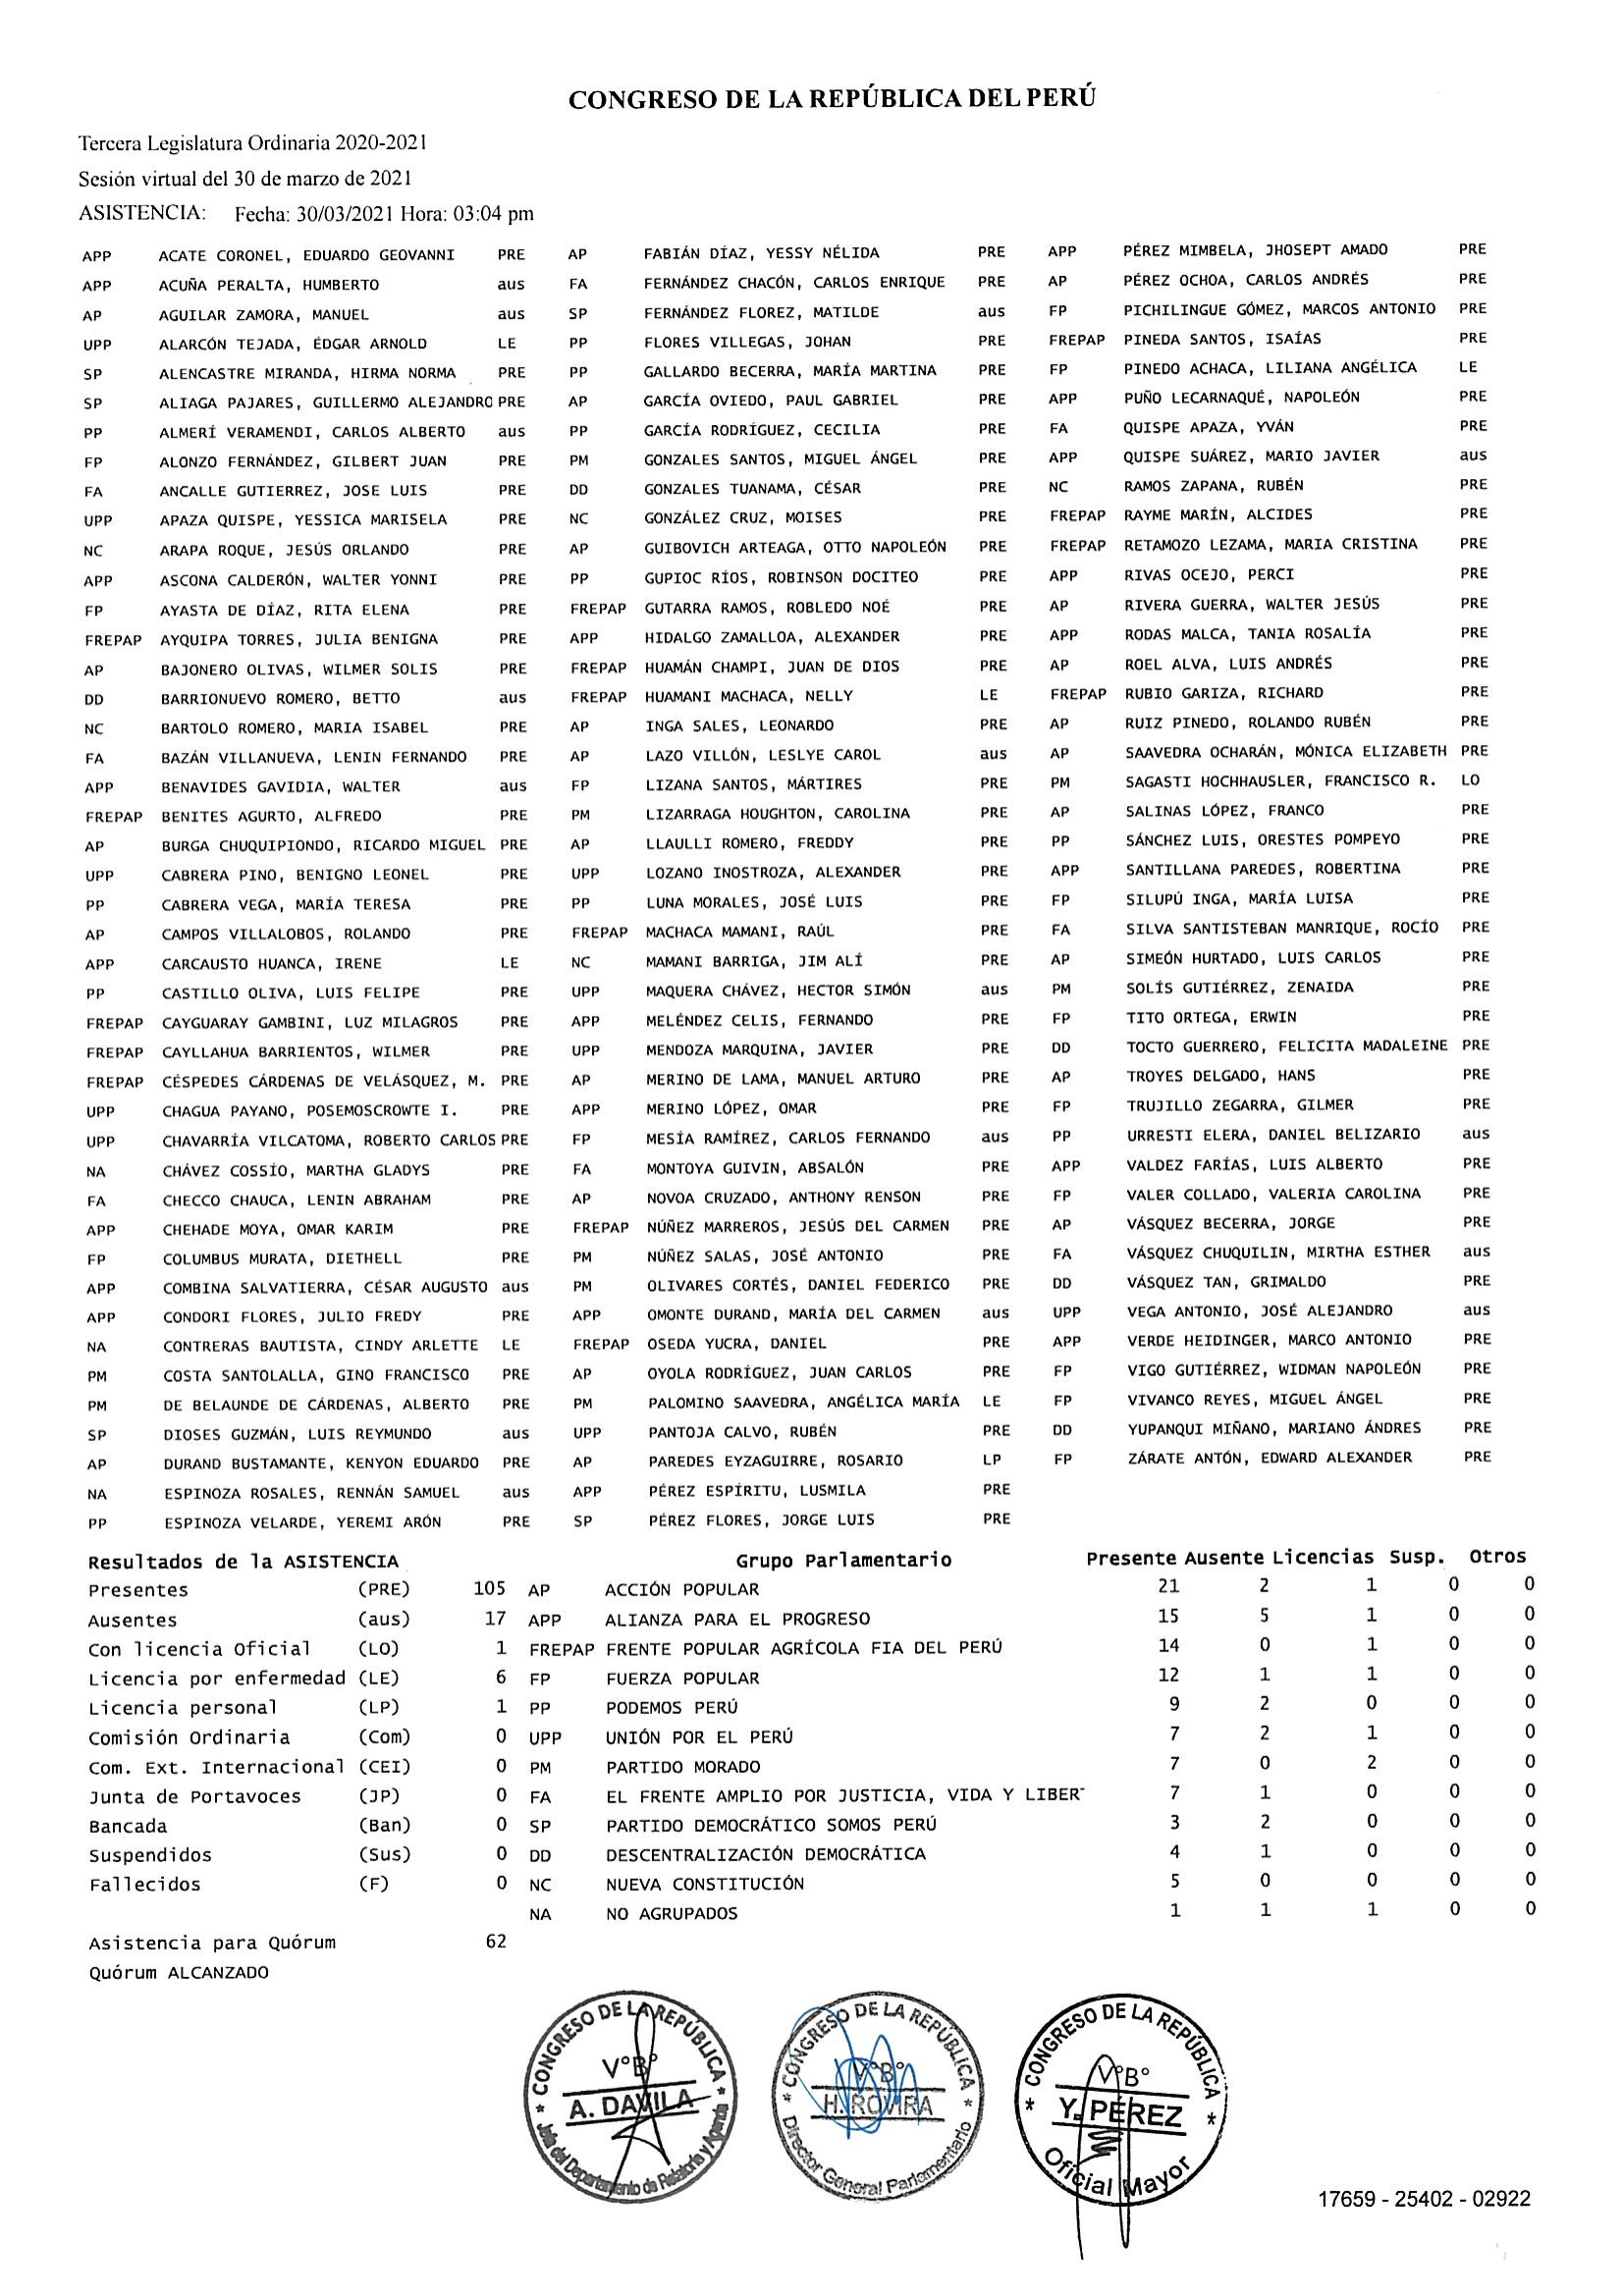 CONGRESO DE LA REPÚBLICA DEL PERÚ
Tercera Legislatura Ordinaria 2020-2021
Sesión virtual del 30 de marzo de 2021
ASISTENCIA: Fecha: 30/03/2021 Hora: 03:04 pm
APP ACATE CORONEL, EDUARDO GEOVANNI PRE AP FABIÁN DÍAZ, YESSY NÉLIDA PRE APP PÉREZ MIMBELA, JHOSEPT AMADO PRE
APP ACUÑA PERALTA, HUMBERTO aus FA FERNÁNDEZ CHACÓN, CARLOS ENRIQUE PRE AP PÉREZ OCHOA, CARLOS ANDRÉS PRE
AP AGUILAR ZAMORA, MANUEL aus SP FERNÁNDEZ FLOREZ, MATILDE aus FP PICHILINGUE GÓMEZ, MARCOS ANTONIO PRE
UPP ALARCÓN TEJADA, ÉDGAR ARNOLD LE PP FLORES VILLEGAS, JOHAN PRE FREPAP PINEDA SANTOS, ISAÍAS PRE
SP ALENCASTRE MIRANDA, HIRMA NORMA PRE PP GALLARDO BECERRA, MARÍA MARTINA PRE FP PINEDO ACHACA, LILIANA ANGÉLICA LE
SP ALIAGA PAJARES, GUILLERMO ALEJANDRO PRE AP GARCÍA OVIEDO, PAUL GABRIEL PRE APP PUÑO LECARNAQUÉ, NAPOLEÓN PRE
PP ALMERÍ VERAMENDI, CARLOS ALBERTO aus PP GARCÍA RODRÍGUEZ, CECILIA PRE FA QUISPE APAZA, YVÁN PRE
FP ALONZO FERNÁNDEZ, GILBERT JUAN PRE PM GONZALES SANTOS, MIGUEL ÁNGEL PRE APP QUISPE SUÁREZ, MARIO JAVIER aus
FA ANCALLE GUTIERREZ, JOSE LUIS PRE DD GONZALES TUANAMA, CÉSAR PRE NC RAMOS ZAPANA, RUBÉN PRE
UPP APAZA QUISPE, YESSICA MARISELA PRE NC GONZÁLEZ CRUZ, MOISES PRE FREPAP RAYME MARÍN, ALCIDES PRE
NC ARAPA ROQUE, JESÚS ORLANDO PRE AP GUIBOVICH ARTEAGA, OTTO NAPOLEÓN PRE FREPAP RETAMOZO LEZAMA, MARIA CRISTINA PRE
APP ASCONA CALDERÓN, WALTER YONNI PRE PP GUPIOC RÍOS, ROBINSON DOCITEO PRE APP RIVAS OCEJO, PERCI PRE
FP AYASTA DE DÍAZ, RITA ELENA PRE FREPAP GUTARRA RAMOS, ROBLEDO NOÉ PRE AP RIVERA GUERRA, WALTER JESÚS PRE
FREPAP AYQUIPA TORRES, JULIA BENIGNA PRE APP HIDALGO ZAMALLOA, ALEXANDER PRE APP RODAS MALCA, TANIA ROSALÍA PRE
AP BAJONERO OLIVAS, WILMER SOLIS PRE FREPAP HUAMÁN CHAMPI, JUAN DE DIOS PRE AP ROEL ALVA, LUIS ANDRÉS PRE
DD BARRIONUEVO ROMERO, BETTO aus FREPAP HUAMANI MACHACA, NELLY LE FREPAP RUBIO GARIZA, RICHARD PRE
NC BARTOLO ROMERO, MARIA ISABEL PRE AP INGA SALES, LEONARDO PRE AP RUIZ PINEDO, ROLANDO RUBÉN PRE
FA BAZÁN VILLANUEVA, LENIN FERNANDO PRE AP LAZO VILLÓN, LESLYE CAROL aus AP SAAVEDRA OCHARÁN, MÓNICA ELIZABETH PRE
APP BENAVIDES GAVIDIA, WALTER aus FP LIZANA SANTOS, MÁRTIRES PRE PM SAGASTI HOCHHAUSLER, FRANCISCO R. LO
FREPAP BENITES AGURTO, ALFREDO PRE PM LIZARRAGA HOUGHTON, CAROLINA PRE AP SALINAS LÓPEZ, FRANCO PRE
AP BURGA CHUQUIPIONDO, RICARDO MIGUEL PRE AP LLAULLI ROMERO, FREDDY PRE PP SÁNCHEZ LUIS, ORESTES POMPEYO PRE
UPP CABRERA PINO, BENIGNO LEONEL PRE UPP LOZANO INOSTROZA, ALEXANDER PRE APP SANTILLANA PAREDES, ROBERTINA PRE
PP CABRERA VEGA, MARÍA TERESA PRE PP LUNA MORALES, JOSÉ LUIS PRE FP SILUPÚ INGA, MARÍA LUISA PRE
AP CAMPOS VILLALOBOS, ROLANDO PRE FREPAP MACHACA MAMANI, RAÚL PRE FA SILVA SANTISTEBAN MANRIQUE, ROCÍO PRE
APP CARCAUSTO HUANCA, IRENE LE NC MAMANI BARRIGA, JIM ALÍ PRE AP SIMEÓN HURTADO, LUIS CARLOS PRE
PP CASTILLO OLIVA, LUIS FELIPE PRE UPP MAQUERA CHÁVEZ, HECTOR SIMÓN aus PM SOLÍS GUTIÉRREZ, ZENAIDA PRE
FREPAP CAYGUARAY GAMBINI, LUZ MILAGROS PRE APP MELÉNDEZ CELIS, FERNANDO PRE FP TITO ORTEGA, ERWIN PRE
FREPAP CAYLLAHUA BARRIENTOS, WILMER PRE UPP MENDOZA MARQUINA, JAVIER PRE DD TOCTO GUERRERO, FELICITA MADALEINE PRE
FREPAP CÉSPEDES CÁRDENAS DE VELÁSQUEZ, M. PRE AP MERINO DE LAMA, MANUEL ARTURO PRE AP TROYES DELGADO, HANS PRE
UPP CHAGUA PAYANO, POSEMOSCROWTE I. PRE APP MERINO LÓPEZ, OMAR PRE FP TRUJILLO ZEGARRA, GILMER PRE
UPP CHAVARRÍA VILCATOMA, ROBERTO CARLOS PRE FP MESÍA RAMÍREZ, CARLOS FERNANDO aus PP URRESTI ELERA, DANIEL BELIZARIO aus
NA CHÁVEZ COSSÍO, MARTHA GLADYS PRE FA MONTOYA GUIVIN, ABSALÓN PRE APP VALDEZ FARÍAS, LUIS ALBERTO PRE
FA CHECCO CHAUCA, LENIN ABRAHAM PRE AP NOVOA CRUZADO, ANTHONY RENSON PRE FP VALER COLLADO, VALERIA CAROLINA PRE
APP CHEHADE MOYA, OMAR KARIM PRE FREPAP NÚÑEZ MARREROS, JESÚS DEL CARMEN PRE AP VÁSQUEZ BECERRA, JORGE PRE
FP COLUMBUS MURATA, DIETHELL PRE PM NÚÑEZ SALAS, JOSÉ ANTONIO PRE FA VÁSQUEZ CHUQUILIN, MIRTHA ESTHER aus
APP COMBINA SALVATIERRA, CÉSAR AUGUSTO aus PM OLIVARES CORTÉS, DANIEL FEDERICO PRE DD VÁSQUEZ TAN, GRIMALDO PRE
APP CONDORI FLORES, JULIO FREDY PRE APP OMONTE DURAND, MARÍA DEL CARMEN aus UPP VEGA ANTONIO, JOSÉ ALEJANDRO aus
NA CONTRERAS BAUTISTA, CINDY ARLETTE LE FREPAP OSEDA YUCRA, DANIEL PRE APP VERDE HEIDINGER, MARCO ANTONIO PRE
PM COSTA SANTOLALLA, GINO FRANCISCO PRE AP OYOLA RODRÍGUEZ, JUAN CARLOS PRE FP VIGO GUTIÉRREZ, WIDMAN NAPOLEÓN PRE
PM DE BELAUNDE DE CÁRDENAS, ALBERTO PRE PM PALOMINO SAAVEDRA, ANGÉLICA MARÍA LE FP VIVANCO REYES, MIGUEL ÁNGEL PRE
SP DIOSES GUZMÁN, LUIS REYMUNDO aus UPP PANTOJA CALVO, RUBÉN PRE DD YUPANQUI MIÑANO, MARIANO ÁNDRES PRE
AP DURAND BUSTAMANTE, KENYON EDUARDO PRE AP PAREDES EYZAGUIRRE, ROSARIO LP FP ZÁRATE ANTÓN, EDWARD ALEXANDER PRE
NA ESPINOZA ROSALES, RENNÁN SAMUEL aus APP PÉREZ ESPÍRITU, LUSMILA PRE
PP ESPINOZA VELARDE, YEREMI ARÓN PRE SP PÉREZ FLORES, JORGE LUIS PRE
Resultados de la ASISTENCIA Grupo Parlamentario Presente Ausente Licencias Susp. Otros
Presentes (PRE) 105 AP ACCIÓN POPULAR 21 2 1 0 0
Ausentes (aus) 17 APP ALIANZA PARA EL PROGRESO 15 5 1 0 0
Con licencia Oficial (LO) 1 FREPAP FRENTE POPULAR AGRÍCOLA FIA DEL PERÚ 14 0 1 0 0
Licencia por enfermedad (LE) 6 FP FUERZA POPULAR 12 1 1 0 0
Licencia personal (LP) 1 PP PODEMOS PERÚ 9 2 0 0 0
Comisión Ordinaria (Com) 0 UPP UNIÓN POR EL PERÚ 7 2 1 0 0
Com. Ext. Internacional (CEI) 0 PM PARTIDO MORADO 7 0 2 0 0
Junta de Portavoces (JP) 0 FA EL FRENTE AMPLIO POR JUSTICIA, VIDA Y LIBER 7 1 0 0 0
Bancada (Ban) 0 SP PARTIDO DEMOCRÁTICO SOMOS PERÚ 3 2 0 0 0
Suspendidos (Sus) 0 DD DESCENTRALIZACIÓN DEMOCRÁTICA 4 1 0 0 0
Fallecidos (F) 0 NC NUEVA CONSTITUCIÓN 5 0 0 0 0
NA NO AGRUPADOS 1 1 1 0 0
Asistencia para Quórum 62
Quórum ALCANZADO
* CONGRESO DE LA REPÚBLICA *
V°B°
A. DAVILA
Jefa del Departamento de Relatoría y Agenda
* CONGRESO DE LA REPÚBLICA *
V°B°
H. ROVIRA
Director General Parlamentario
* CONGRESO DE LA REPÚBLICA *
V°B°
Y. PÉREZ
Oficial Mayor
17659 - 25402 - 02922